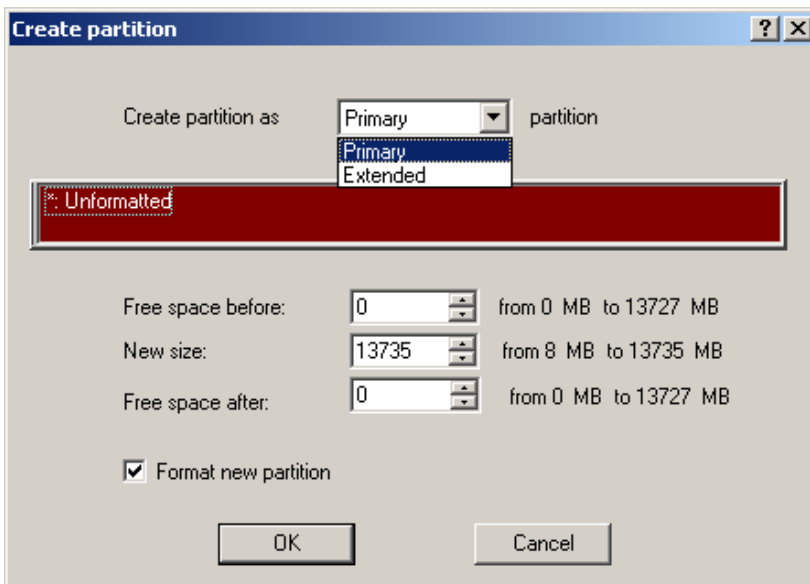 Create partition
Create partition as Primary partition
Primary
Extended
*: Unformatted
Free space before: 0 from 0 MB to 13727 MB
New size: 13735 from 8 MB to 13735 MB
Free space after: 0 from 0 MB to 13727 MB
Format new partition
OK Cancel